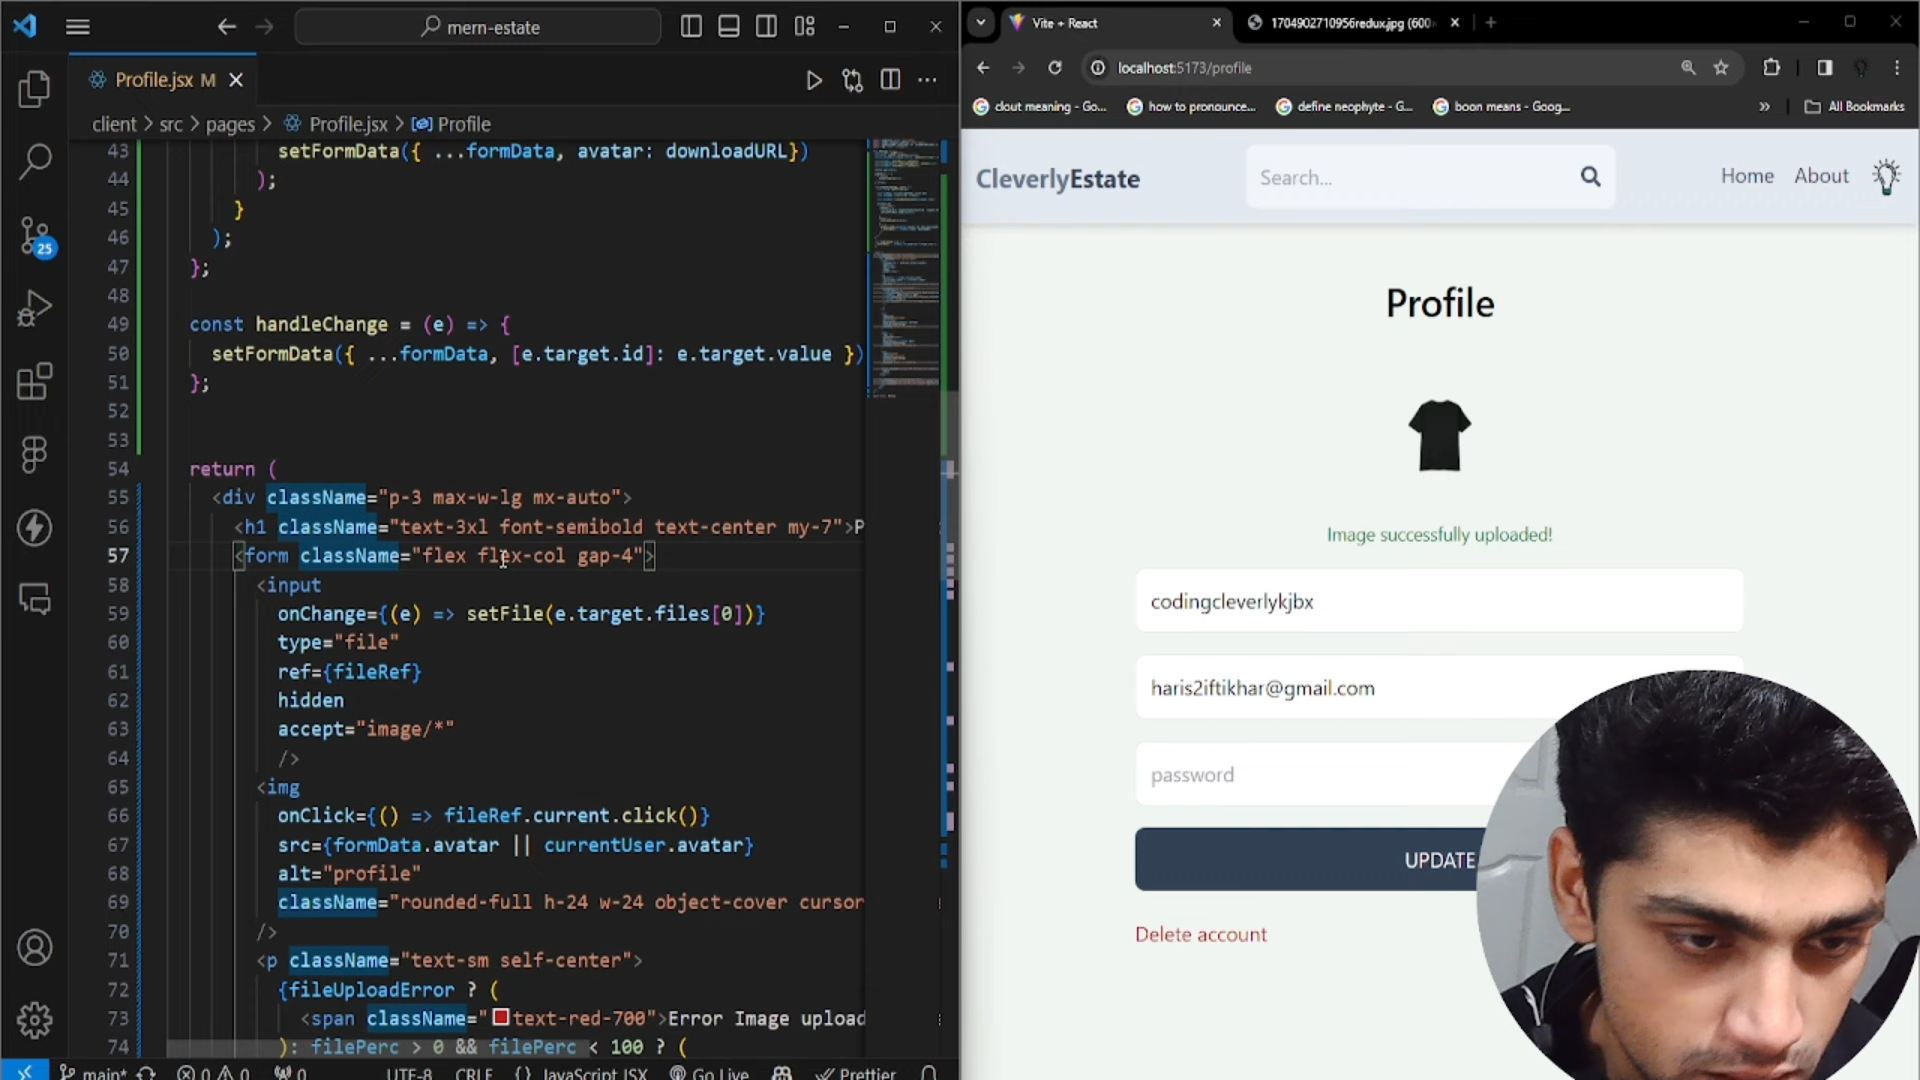 mern-estate
Profile.jsx M
client > src > pages > Profile.jsx > Profile
43 setFormData({ ...formData, avatar: downloadURL})
44 );
45 }
46 );
47 };
48
49 const handleChange = (e) => {
50 setFormData({ ...formData, [e.target.id]: e.target.value })
51 };
52
53
54 return (
55 <div className="p-3 max-w-lg mx-auto">
56 <h1 className="text-3xl font-semibold text-center my-7">P
57 <form className="flex flex-col gap-4">
58 <input
59 onChange={(e) => setFile(e.target.files[0])}
60 type="file"
61 ref={fileRef}
62 hidden
63 accept="image/*"
64 />
65 <img
66 onClick={() => fileRef.current.click()}
67 src={formData.avatar || currentUser.avatar}
68 alt="profile"
69 className="rounded-full h-24 w-24 object-cover cursor
70 />
71 <p className="text-sm self-center">
72 {fileUploadError ? (
73 <span className="text-red-700">Error Image upload
74 ): filePerc > 0 && filePerc < 100 ? (
25
main* 0 0 0 UTF-8 CRLF {} JavaScript JSX Go Live Prettier
Vite + React
1704902710956redux.jpg (600
localhost:5173/profile
clout meaning - Go...
how to pronounce...
define neophyte - G...
boon means - Goog...
»
All Bookmarks
CleverlyEstate
Search...
Home
About
Profile
Image successfully uploaded!
codingcleverlykjbx
haris2iftikhar@gmail.com
password
UPDATE
Delete account